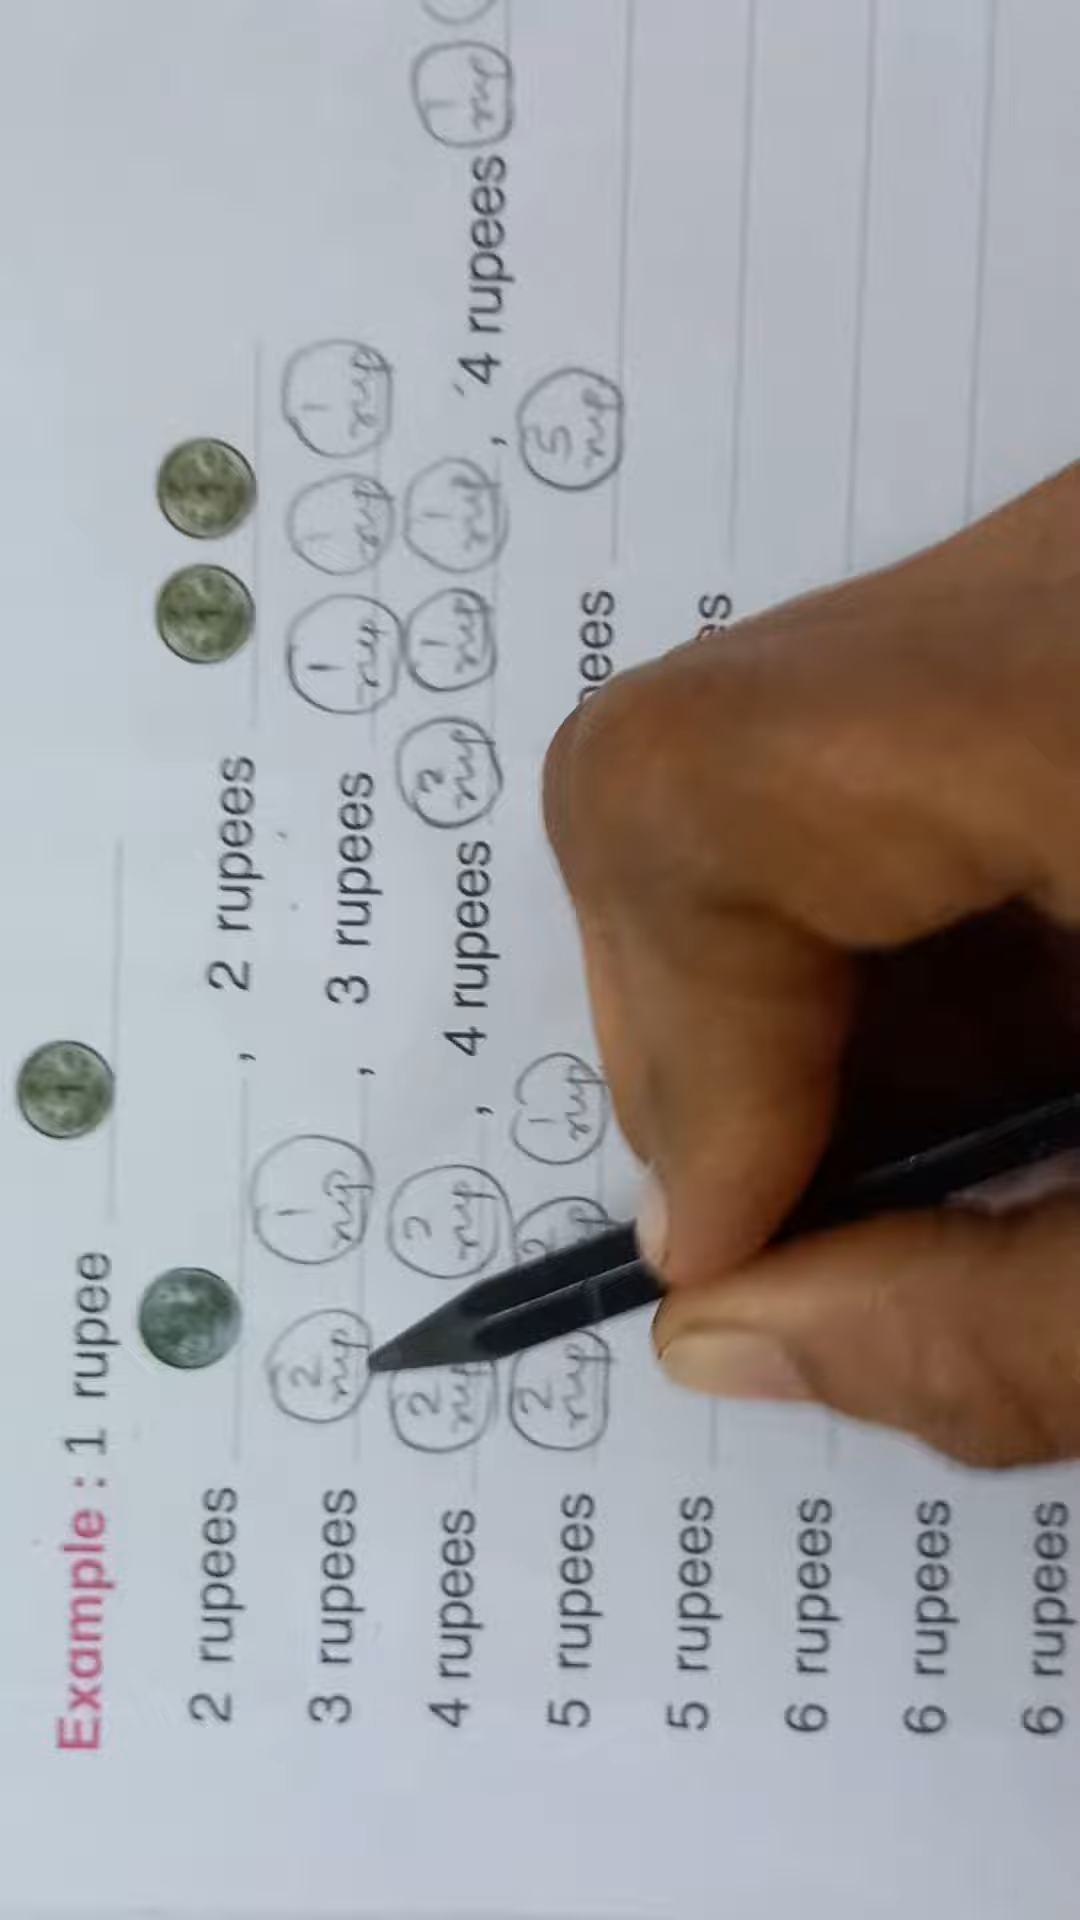 Example : 1 rupee
2 rupees , 2 rupees
3 rupees 2 rup 1 rup , 3 rupees 1 rup 1 rup 1 rup
4 rupees 2 rup 2 rup , 4 rupees 2 rup 1 rup 1 rup , 4 rupees 1 rup
5 rupees 2 rup 2 1 rup 5 rup
5 rupees
6 rupees
6 rupees
6 rupees